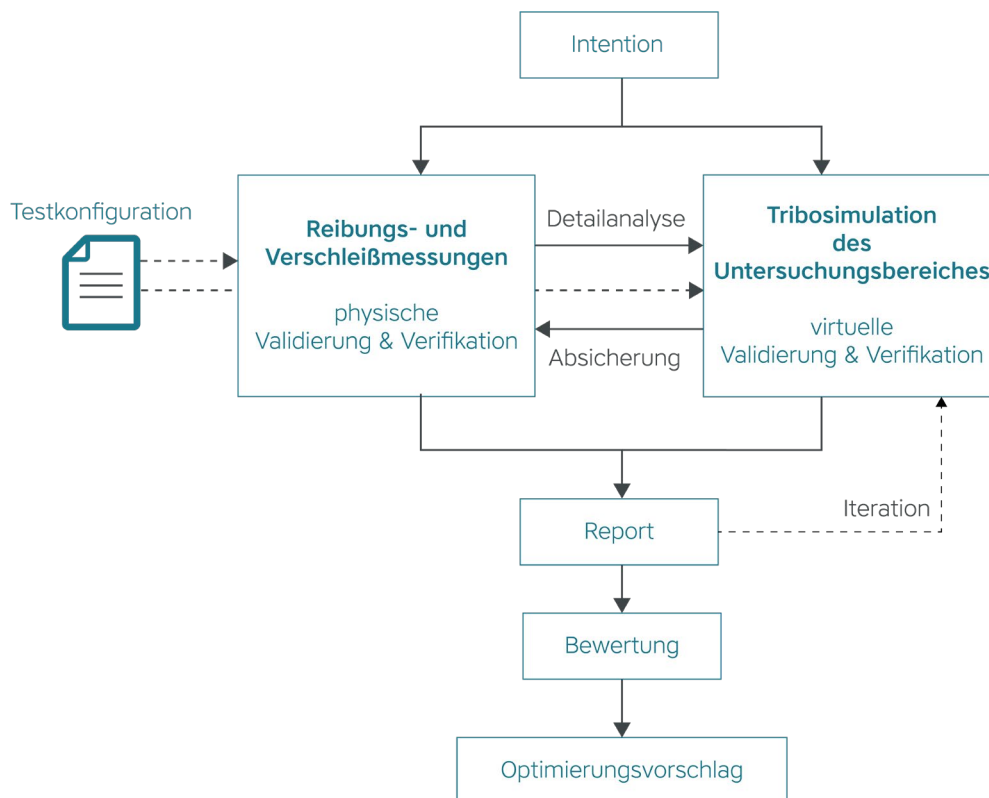 Intention
Testkonfiguration
Reibungs- und
Verschleißmessungen
physische
Validierung & Verifikation
Detailanalyse
Absicherung
Tribosimulation
des
Untersuchungsbereiches
virtuelle
Validierung & Verifikation
Report
Iteration
Bewertung
Optimierungsvorschlag